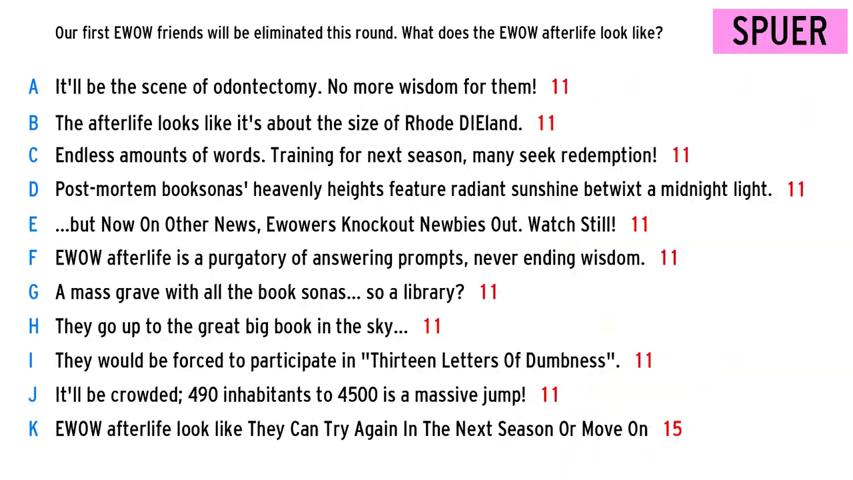 Our first EWOW friends will be eliminated this round. What does the EWOW afterlife look like?
SPUER
A It'll be the scene of odontectomy. No more wisdom for them! 11
B The afterlife looks like it's about the size of Rhode DIEland. 11
C Endless amounts of words. Training for next season, many seek redemption! 11
D Post-mortem booksonas' heavenly heights feature radiant sunshine betwixt a midnight light. 11
E ...but Now On Other News, Ewowers Knockout Newbies Out. Watch Still! 11
F EWOW afterlife is a purgatory of answering prompts, never ending wisdom. 11
G A mass grave with all the book sonas... so a library? 11
H They go up to the great big book in the sky... 11
I They would be forced to participate in "Thirteen Letters Of Dumbness". 11
J It'll be crowded; 490 inhabitants to 4500 is a massive jump! 11
K EWOW afterlife look like They Can Try Again In The Next Season Or Move On 15